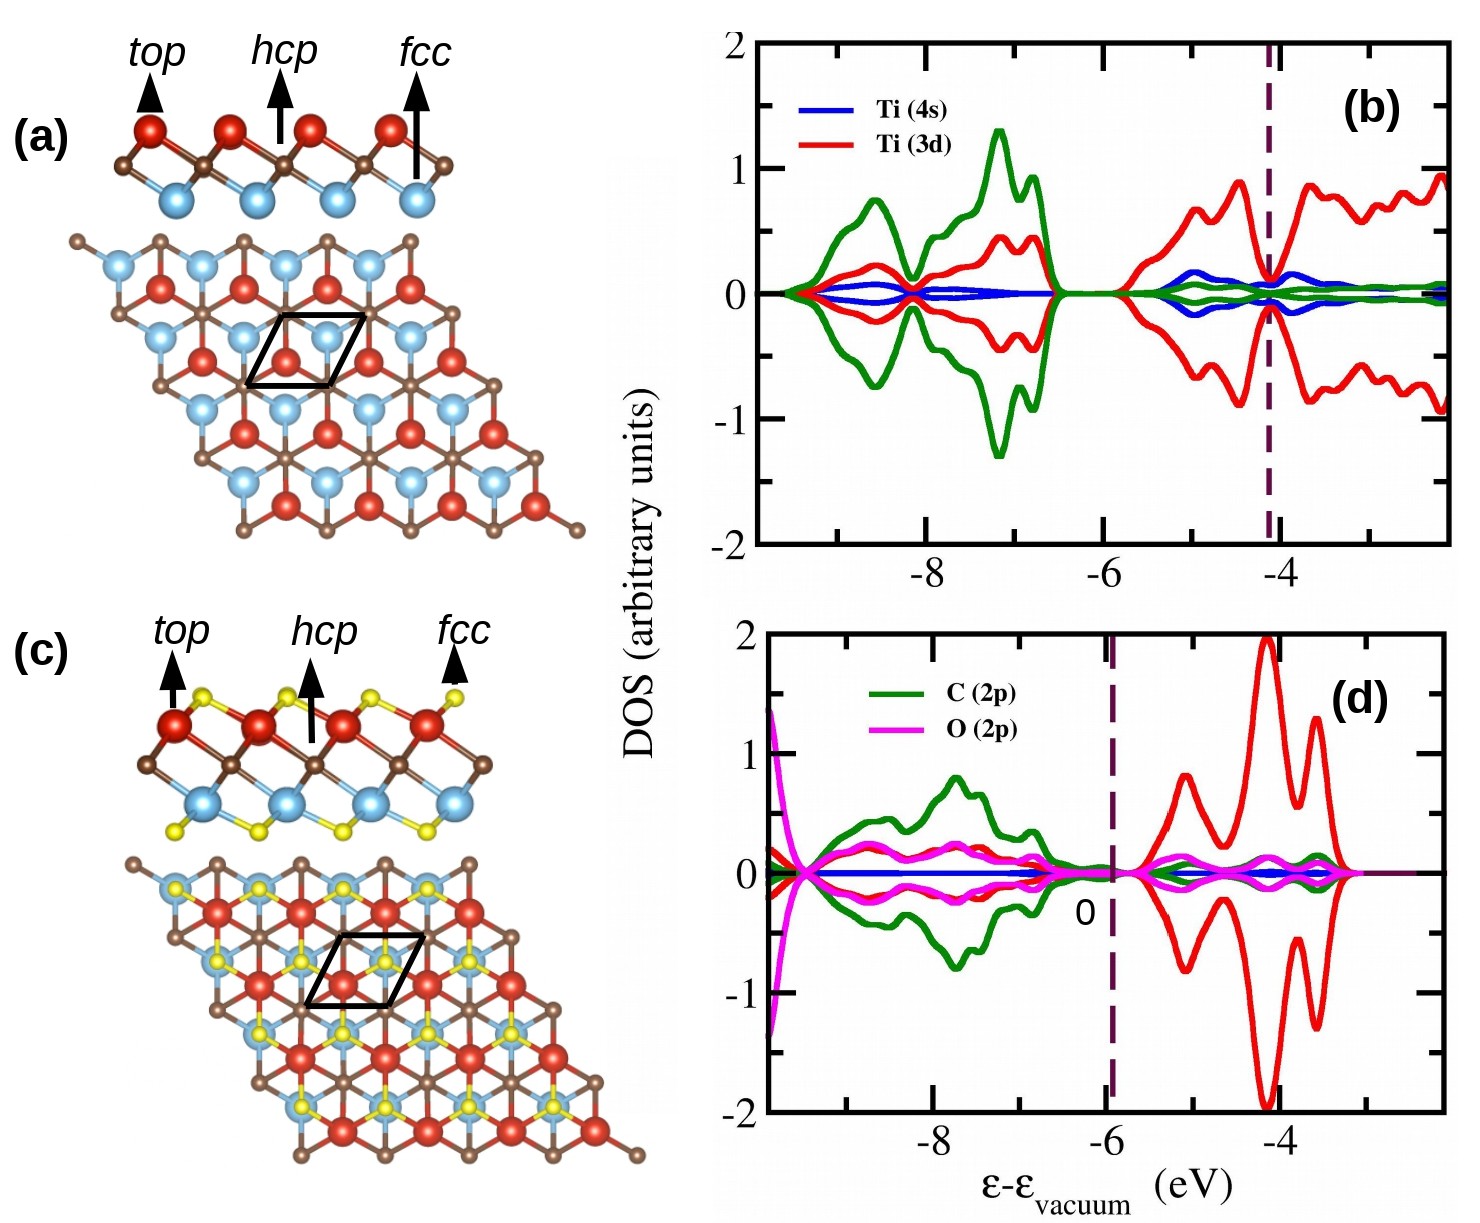 top hcp fcc
(a)
2
1
0
-1
-2
Ti (4s)
Ti (3d)
(b)
-8 -6 -4
DOS (arbitrary units)
top hcp fcc
(c)
2
1
0
-1
-2
C (2p)
O (2p)
(d)
0
-8 -6 -4
ε-εvacuum (eV)